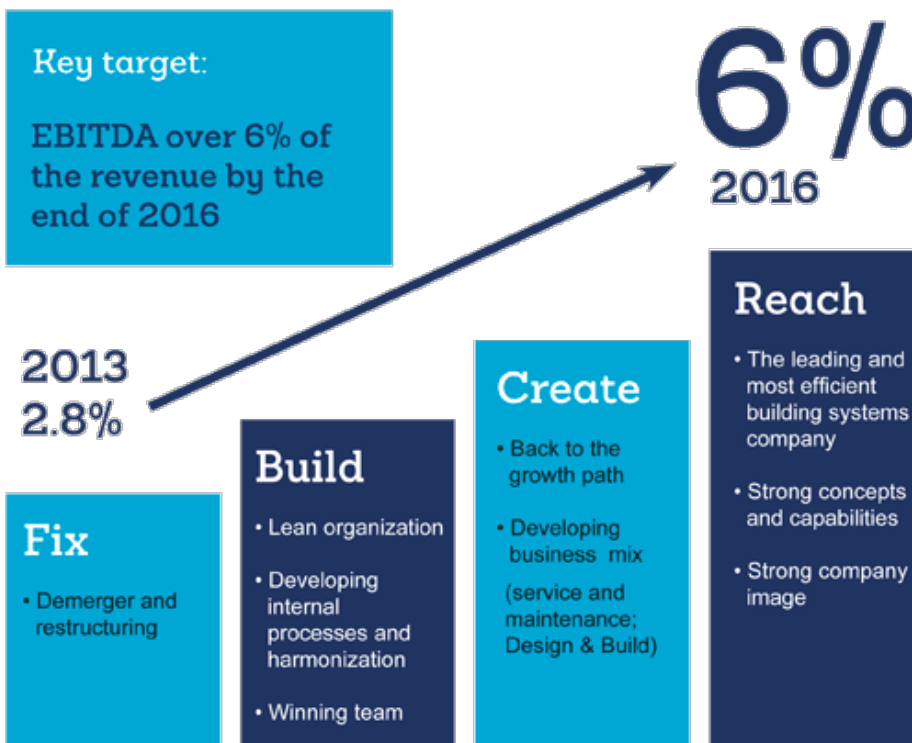 Key target:
EBITDA over 6% of
the revenue by the
end of 2016
6%
2016
2013
2.8%
Fix
• Demerger and
restructuring
Build
• Lean organization
• Developing
internal
processes and
harmonization
• Winning team
Create
• Back to the
growth path
• Developing
business mix
(service and
maintenance;
Design & Build)
Reach
• The leading and
most efficient
building systems
company
• Strong concepts
and capabilities
• Strong company
image